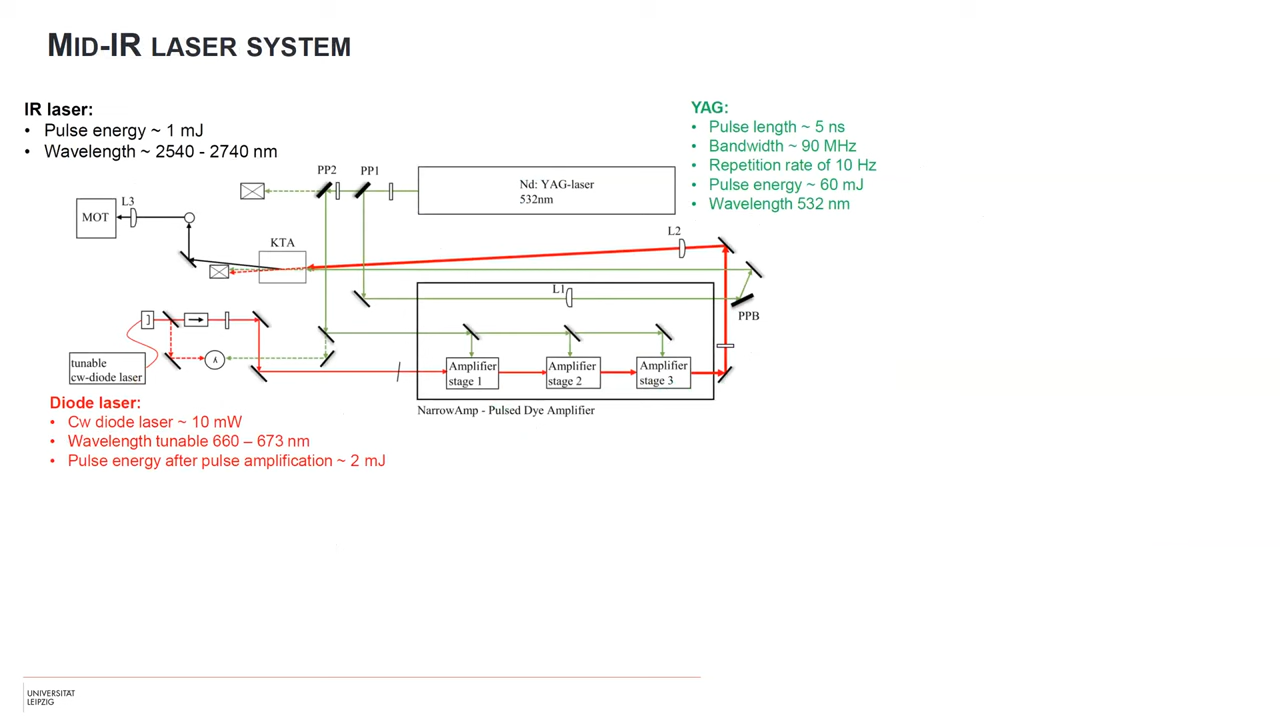 MID-IR LASER SYSTEM
IR laser:
• Pulse energy ~ 1 mJ
• Wavelength ~ 2540 - 2740 nm
YAG:
• Pulse length ~ 5 ns
• Bandwidth ~ 90 MHz
• Repetition rate of 10 Hz
• Pulse energy ~ 60 mJ
• Wavelength 532 nm
PP2
PP1
Nd: YAG-laser
532nm
L3
MOT
KTA
L2
L1
PPB
tunable
cw-diode laser
λ
Amplifier
stage 1
Amplifier
stage 2
Amplifier
stage 3
NarrowAmp - Pulsed Dye Amplifier
Diode laser:
• Cw diode laser ~ 10 mW
• Wavelength tunable 660 – 673 nm
• Pulse energy after pulse amplification ~ 2 mJ
UNIVERSITAT
LEIPZIG